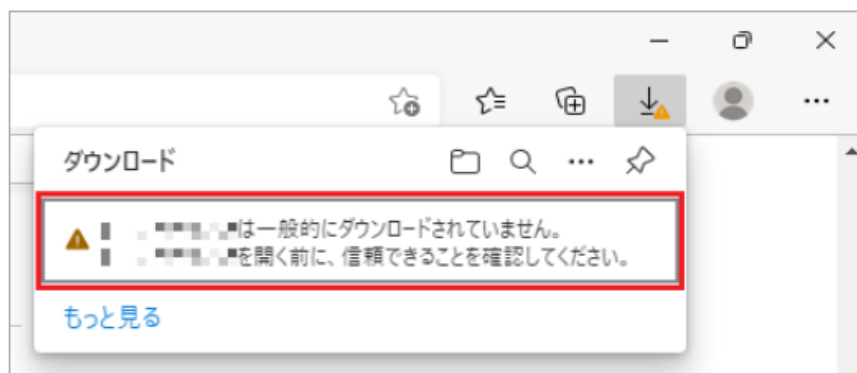 ダウンロード
は一般的にダウンロードされていません。
を開く前に、信頼できることを確認してください。
もっと見る